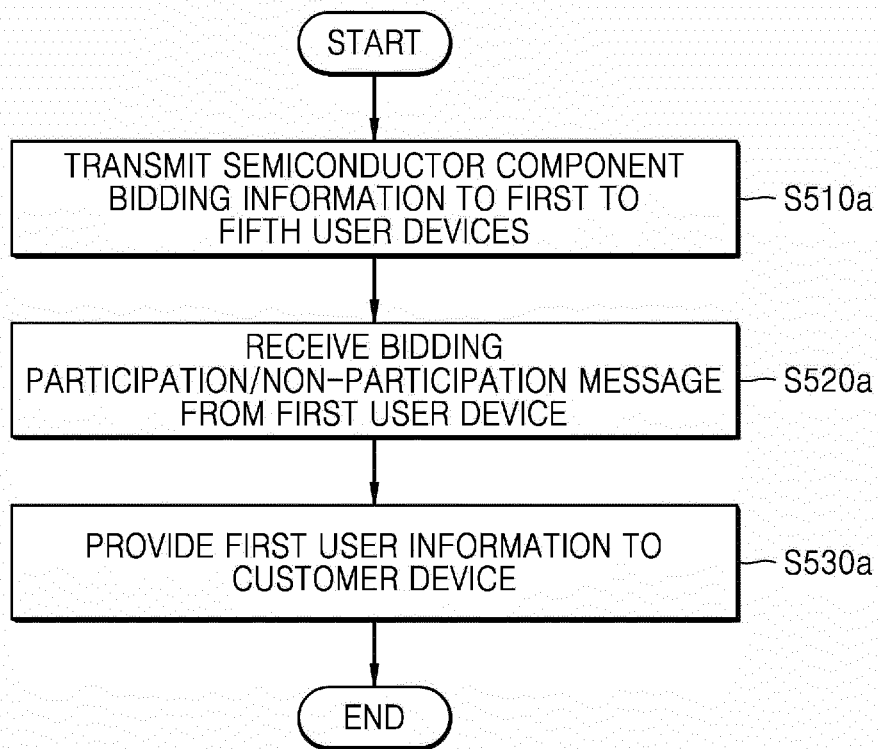 START
TRANSMIT SEMICONDUCTOR COMPONENT
BIDDING INFORMATION TO FIRST TO
FIFTH USER DEVICES
S510a
RECEIVE BIDDING
PARTICIPATION/NON-PARTICIPATION MESSAGE
FROM FIRST USER DEVICE
S520a
PROVIDE FIRST USER INFORMATION TO
CUSTOMER DEVICE
S530a
END